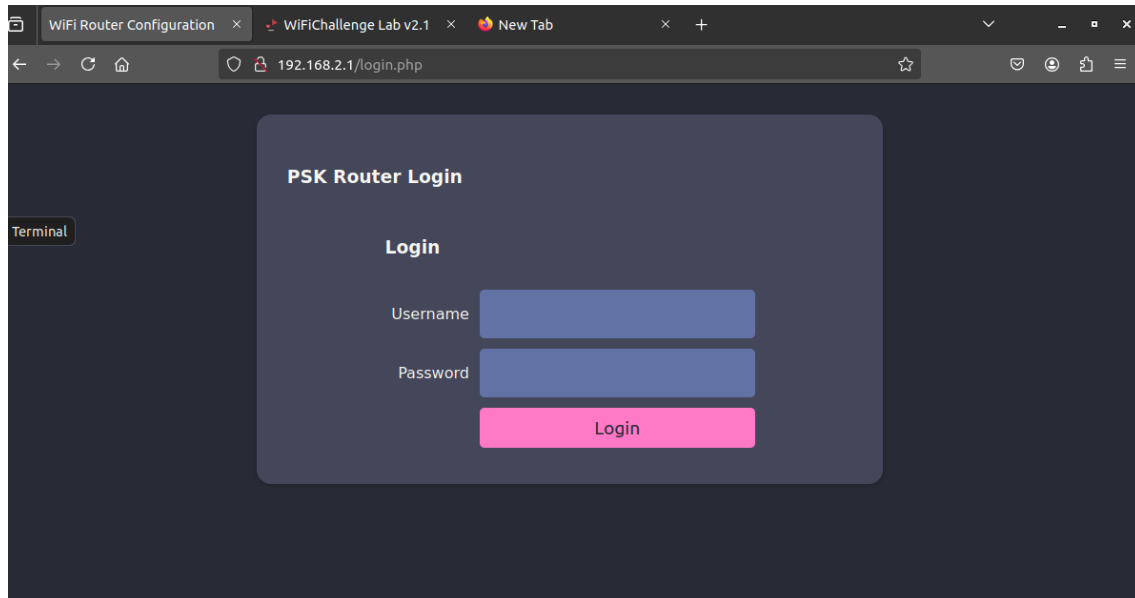 WiFi Router Configuration
WiFiChallenge Lab v2.1
New Tab
192.168.2.1/login.php
PSK Router Login
Terminal
Login
Username
Password
Login